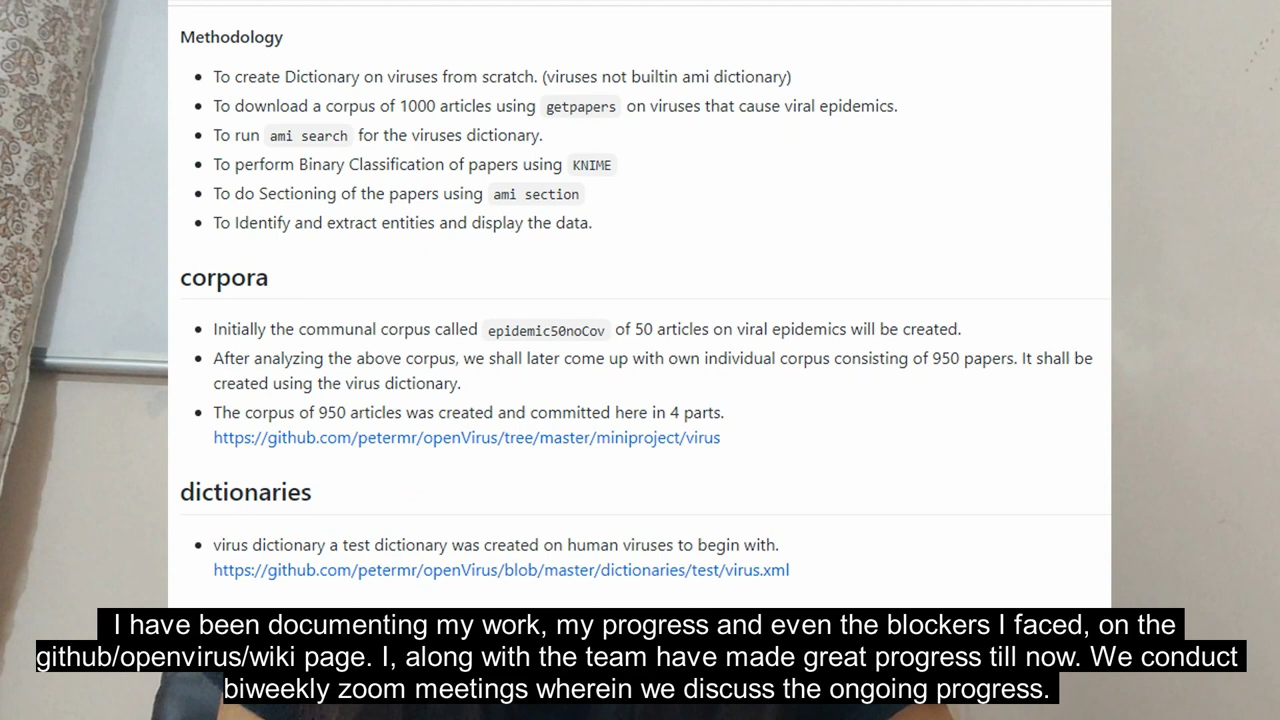 Methodology
To create Dictionary on viruses from scratch. (viruses not builtin ami dictionary)
To download a corpus of 1000 articles using getpapers on viruses that cause viral epidemics.
To run ami search for the viruses dictionary.
To perform Binary Classification of papers using KNIME
To do Sectioning of the papers using ami section
To Identify and extract entities and display the data.
corpora
Initially the communal corpus called epidemic50noCov of 50 articles on viral epidemics will be created.
After analyzing the above corpus, we shall later come up with own individual corpus consisting of 950 papers. It shall be
created using the virus dictionary.
The corpus of 950 articles was created and committed here in 4 parts.
https://github.com/petermr/openVirus/tree/master/miniproject/virus
dictionaries
virus dictionary a test dictionary was created on human viruses to begin with.
https://github.com/petermr/openVirus/blob/master/dictionaries/test/virus.xml
I have been documenting my work, my progress and even the blockers I faced, on the
github/openvirus/wiki page. I, along with the team have made great progress till now. We conduct
biweekly zoom meetings wherein we discuss the ongoing progress.